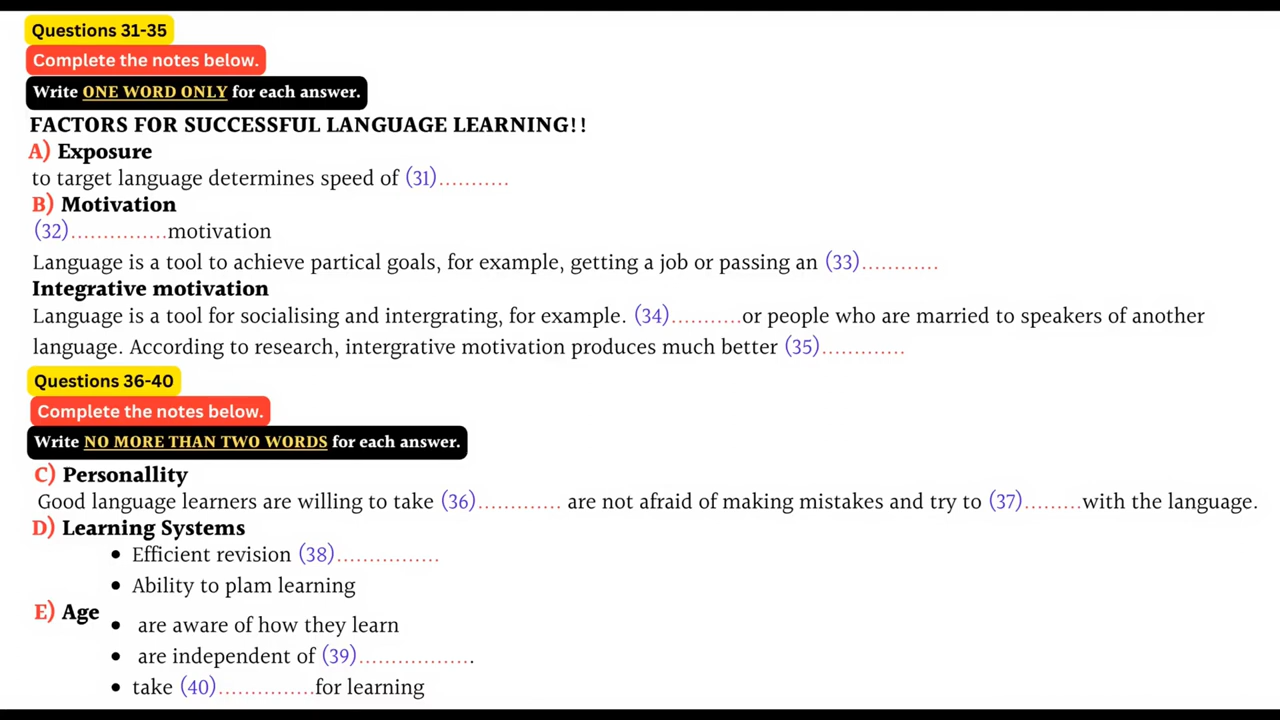 Questions 31-35
Complete the notes below.
Write ONE WORD ONLY for each answer.
FACTORS FOR SUCCESSFUL LANGUAGE LEARNING!!
A) Exposure
to target language determines speed of (31)...........
B) Motivation
(32)...............motivation
Language is a tool to achieve partical goals, for example, getting a job or passing an (33)............
Integrative motivation
Language is a tool for socialising and intergrating, for example. (34)...........or people who are married to speakers of another
language. According to research, intergrative motivation produces much better (35).............
Questions 36-40
Complete the notes below.
Write NO MORE THAN TWO WORDS for each answer.
C) Personallity
Good language learners are willing to take (36)............. are not afraid of making mistakes and try to (37).........with the language.
D) Learning Systems
• Efficient revision (38)................
• Ability to plam learning
E) Age
• are aware of how they learn
• are independent of (39)..................
• take (40)...............for learning